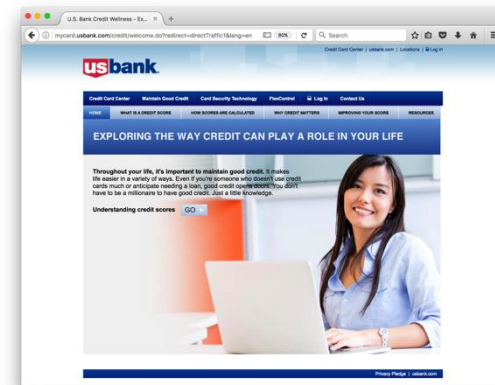 U.S. Bank Credit Wellness - Ex...
mycard.usbank.com/credit/welcome.do?redirect=directTraffic1&lang=en
80%
Search
Credit Card Center | usbank.com | Locations | Log In
usbank.
Credit Card Center Maintain Good Credit Card Security Technology FlexControl Log In Contact Us
HOME WHAT IS A CREDIT SCORE HOW SCORES ARE CALCULATED WHY CREDIT MATTERS IMPROVING YOUR SCORE RESOURCES
EXPLORING THE WAY CREDIT CAN PLAY A ROLE IN YOUR LIFE
Throughout your life, it's important to maintain good credit. It makes
life easier in a variety of ways. Even if you're someone who doesn't use credit
cards much or anticipate needing a loan, good credit opens doors. You don't
have to be a millionaire to have good credit. Just a little knowledge.
Understanding credit scores GO
Privacy Pledge | usbank.com